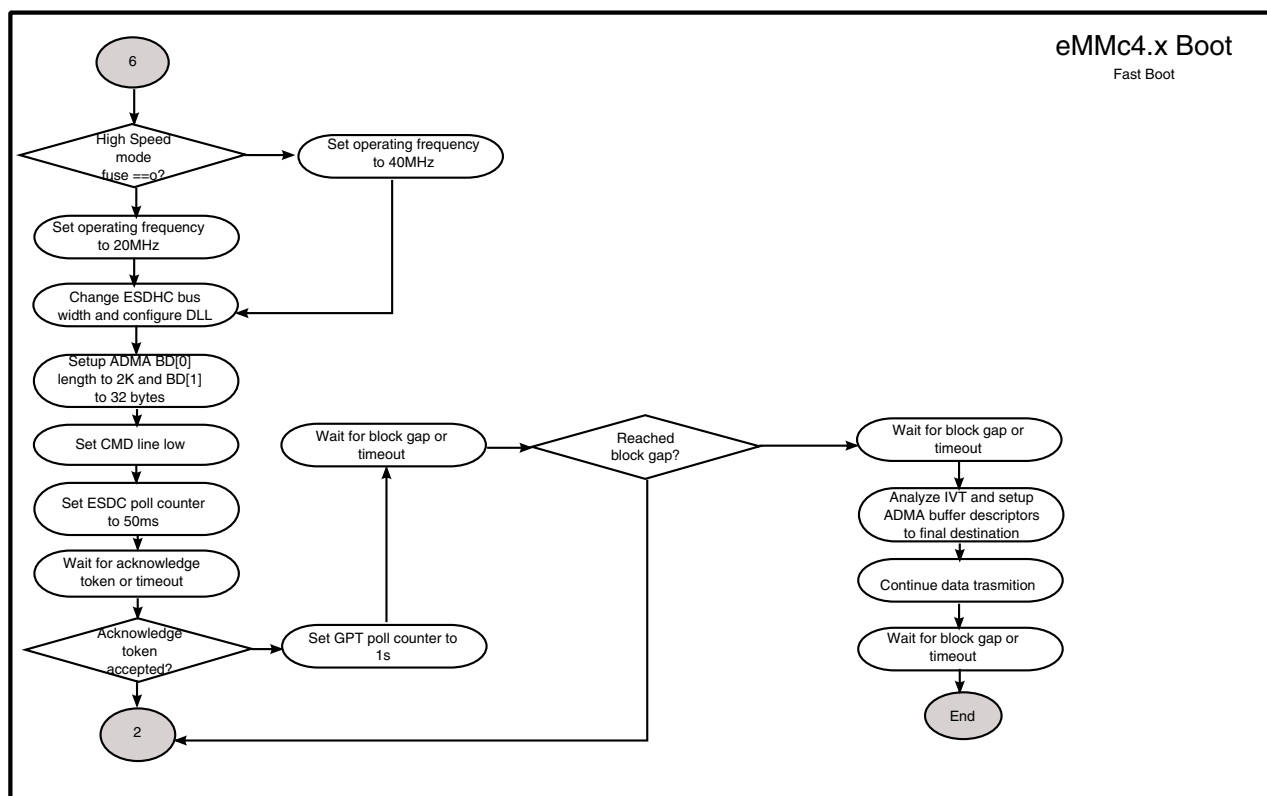 eMMc4.x Boot
Fast Boot
6
High Speed
mode
fuse ==o?
Set operating frequency
to 40MHz
Set operating frequency
to 20MHz
Change ESDHC bus
width and configure DLL
Setup ADMA BD[0]
length to 2K and BD[1]
to 32 bytes
Set CMD line low
Set ESDC poll counter
to 50ms
Wait for acknowledge
token or timeout
Acknowledge
token
accepted?
2
Set GPT poll counter to
1s
Wait for block gap or
timeout
Reached
block gap?
Wait for block gap or
timeout
Analyze IVT and setup
ADMA buffer descriptors
to final destination
Continue data trasmition
Wait for block gap or
timeout
End